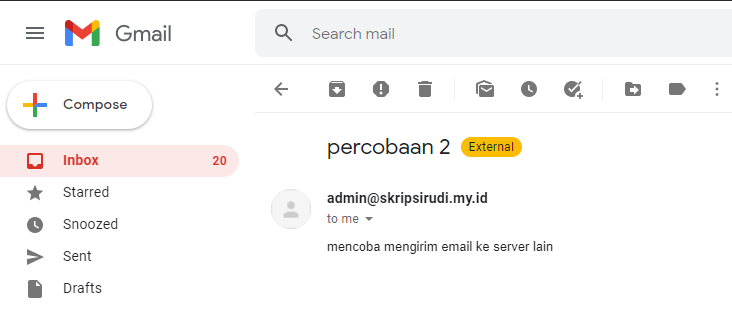 Gmail
Search mail
Compose
percobaan 2 External
Inbox 20
Starred
admin@skripsirudi.my.id
to me
Snoozed
mencoba mengirim email ke server lain
Sent
Drafts